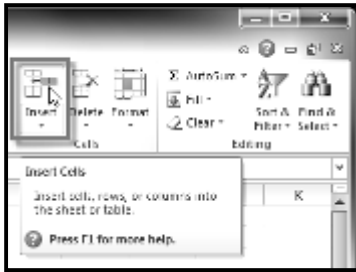 Σ AutoSum
Insert Delete Format
Fill
Clear
Sort & Find &
Filter Select
Cells
Editing
Insert Cells
Insert cells, rows, or columns into
the sheet or table.
K
Press F1 for more help.